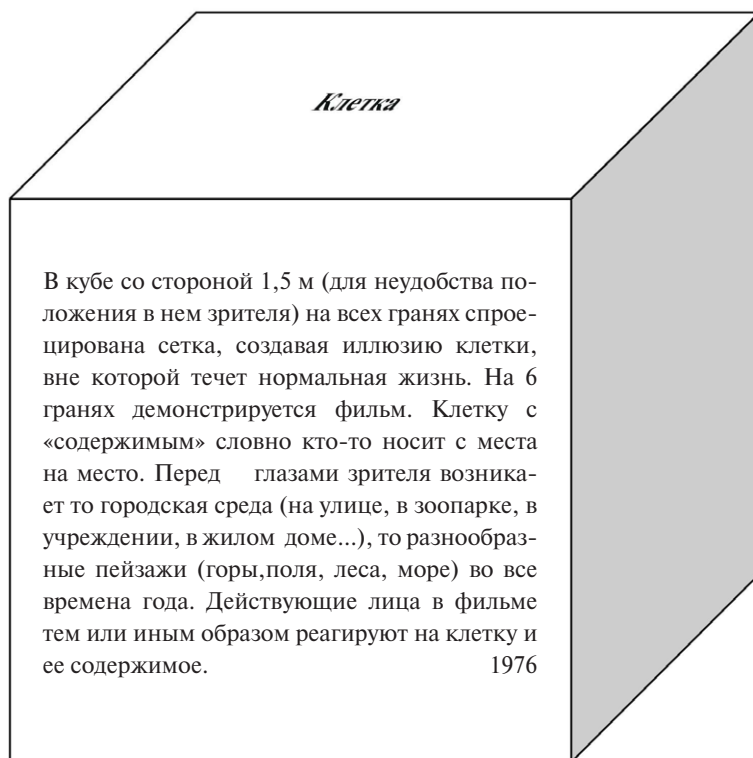 Клетка
В кубе со стороной 1,5 м (для неудобства по-
ложения в нем зрителя) на всех гранях спрое-
цирована сетка, создавая иллюзию клетки,
вне которой течет нормальная жизнь. На 6
гранях демонстрируется фильм. Клетку с
«содержимым» словно кто-то носит с места
на место. Перед глазами зрителя возника-
ет то городская среда (на улице, в зоопарке, в
учреждении, в жилом доме...), то разнообраз-
ные пейзажи (горы,поля, леса, море) во все
времена года. Действующие лица в фильме
тем или иным образом реагируют на клетку и
ее содержимое. 1976